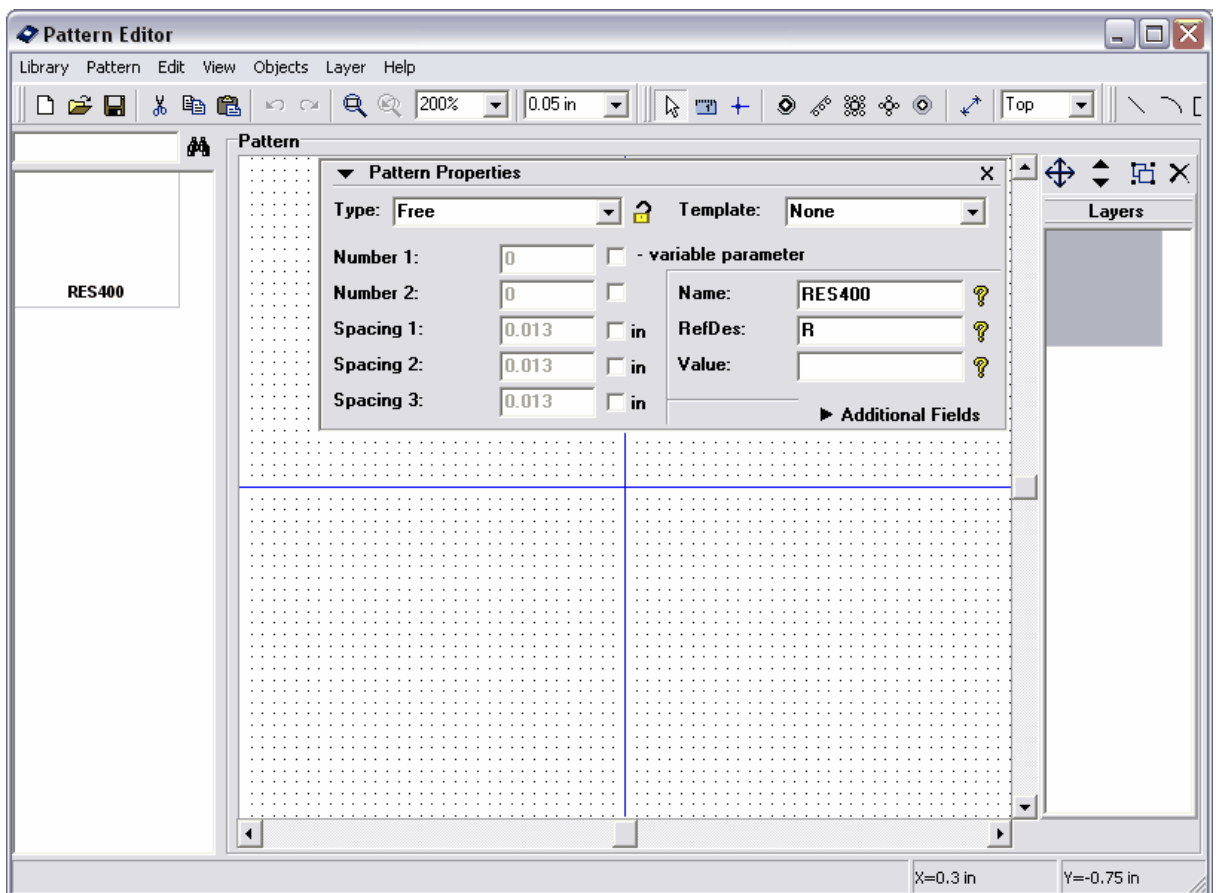 Pattern Editor
Library Pattern Edit View Objects Layer Help
200% 0.05 in Top
Pattern
Pattern Properties X
Type: Free Template: None
Layers
Number 1: 0 - variable parameter
Number 2: 0 Name: RES400
RES400
Spacing 1: 0.013 in RefDes: R
Spacing 2: 0.013 in Value:
Spacing 3: 0.013 in
Additional Fields
X=0.3 in Y=-0.75 in